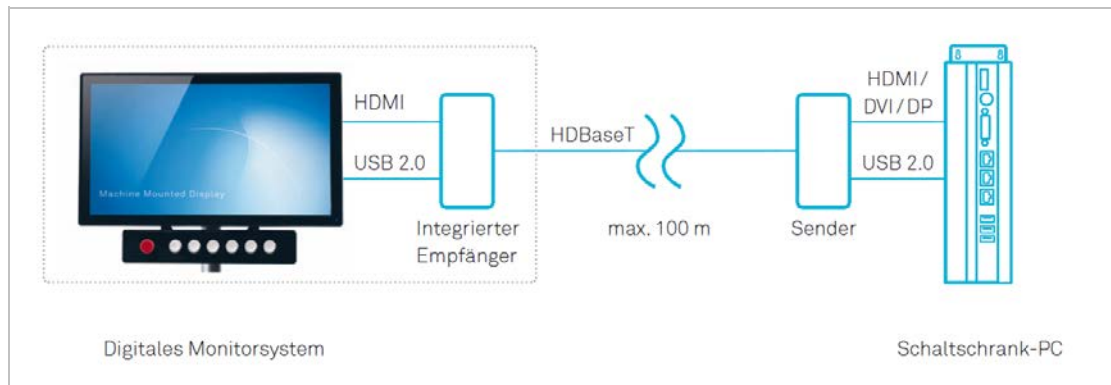 HDMI
USB 2.0
Machine Mounted Display
Integrierter
Empfänger
HDBaseT
max. 100 m
Sender
HDMI/
DVI/DP
USB 2.0
Digitales Monitorsystem
Schaltschrank-PC